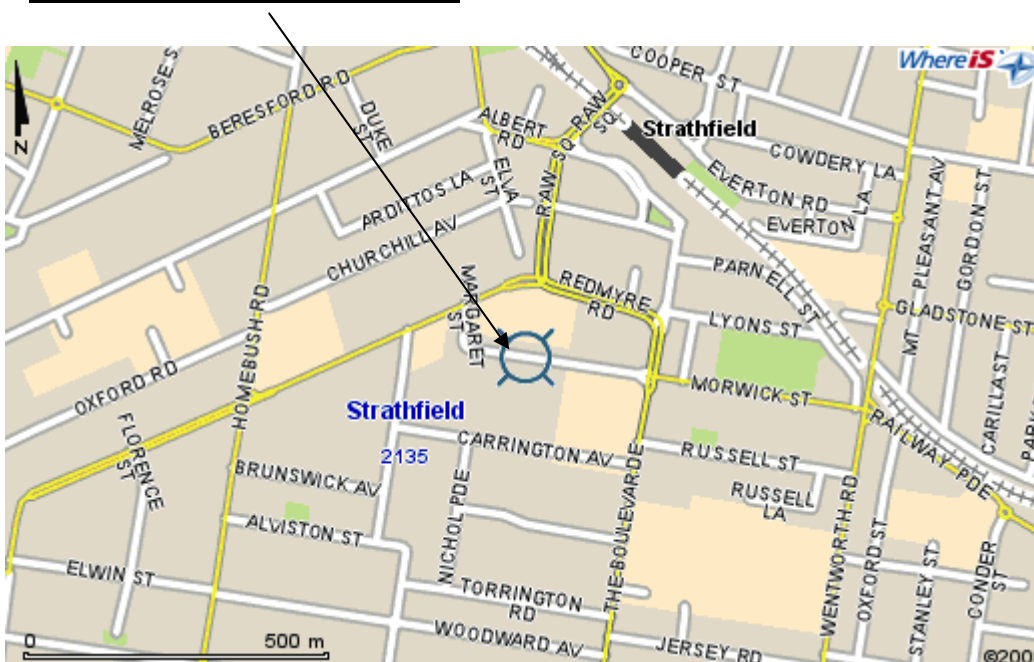 WhereiS
N
MELROSE S
BERESFORD RD
DUKE ST
ALBERT RD
RAW SQ
COOPER ST
Strathfield
COWDERY LA
EVERTON RD
EVERTON LA
PLEASANT AV
MT
GORDON ST
ELVA ST
RAW SQ
ARDITTOS LA
CHURCHILL AV
PARNELL ST
REDMYRE RD
MARGARET ST
LYONS ST
GLADSTONE ST
HOMEBUSH RD
OXFORD RD
MORWICK ST
CARILLA ST
PARK
Strathfield
2135
FLORENCE ST
CARRINGTON AV
RUSSELL ST
RAILWAY PDE
BRUNSWICK AV
RUSSELL LA
ALVISTON ST
NICHOL PDE
THE BOULEVARDE
WENTWORTH RD
OXFORD ST
STANLEY ST
CONDER ST
ELWIN ST
TORRINGTON RD
WOODWARD AV
JERSEY RD
0
500 m
©200